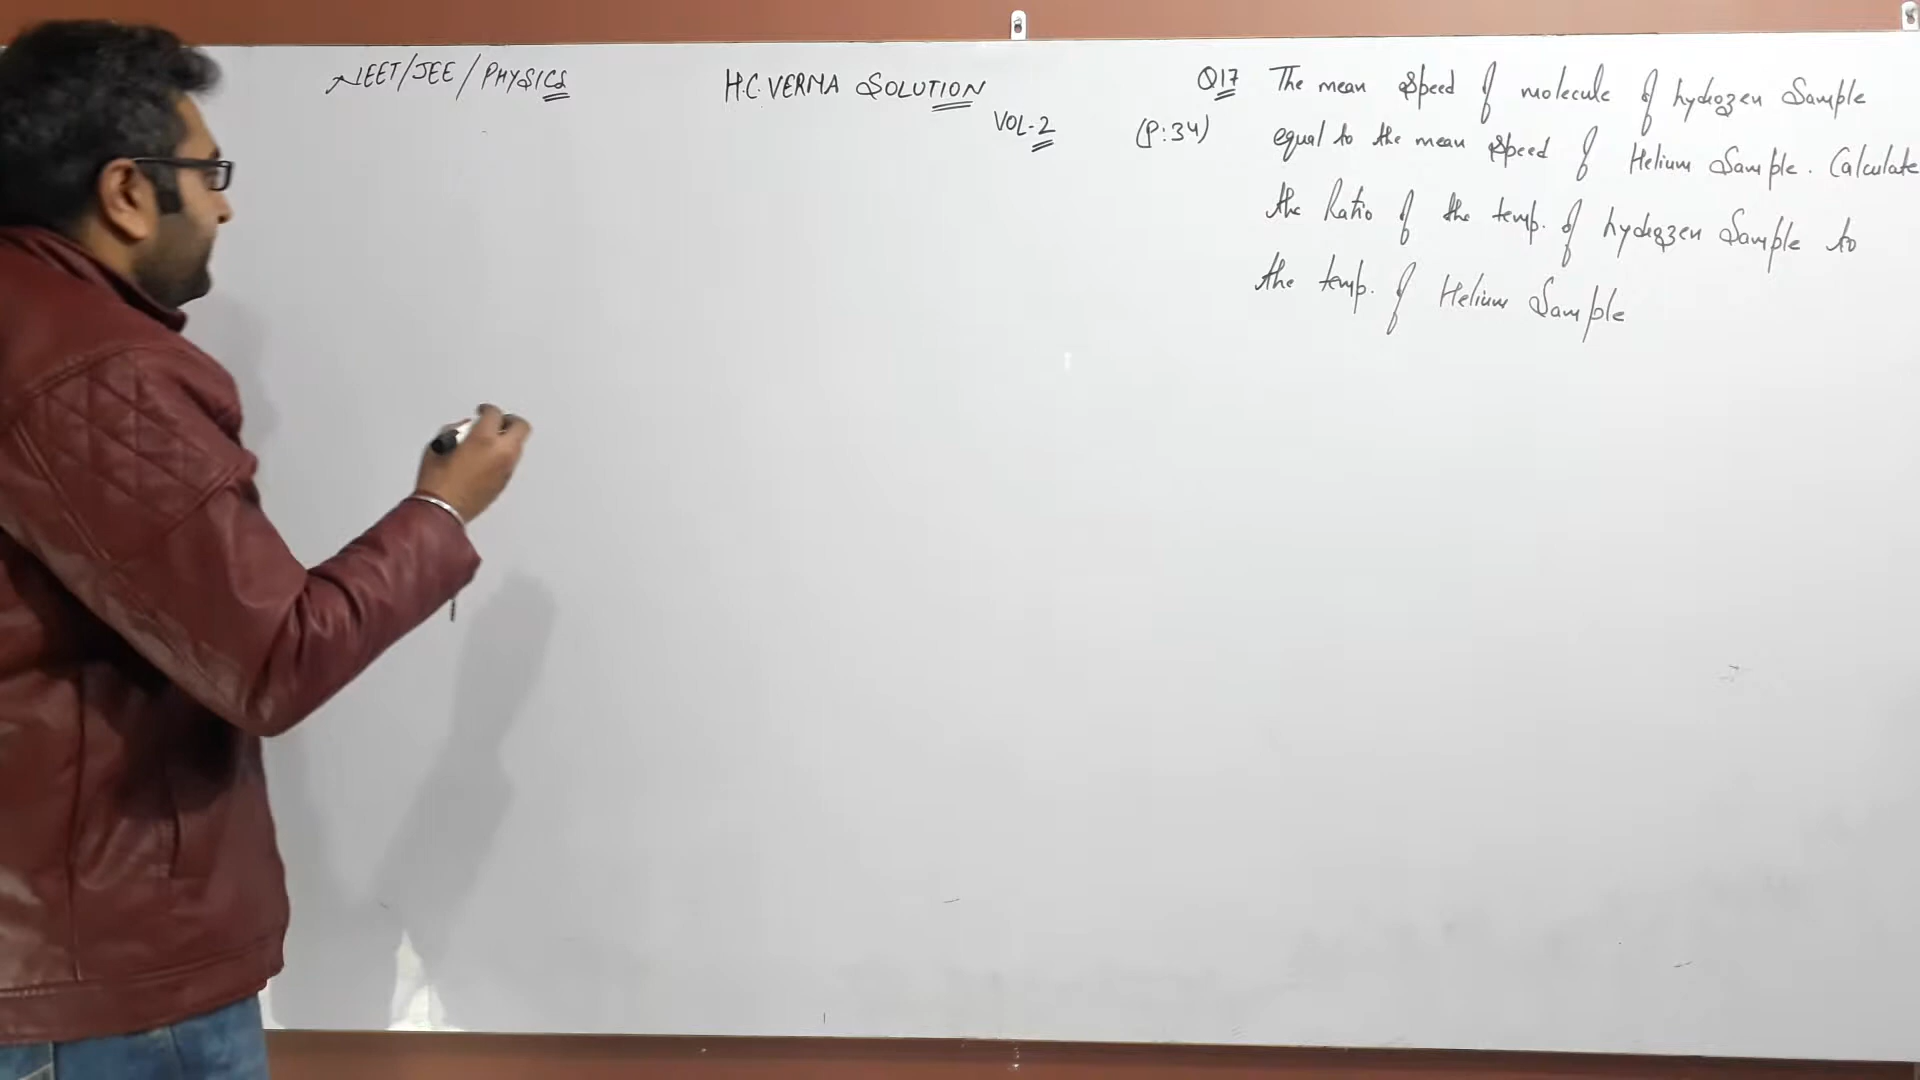 NEET/JEE/PHYSICS
H.C. VERMA SOLUTION
VOL-2
Q17 The mean speed of molecule of hydrogen Sample
(P:34) equal to the mean speed of Helium Sample. Calculate
the Ratio of the temp. of hydrogen Sample to
the temp. of Helium Sample